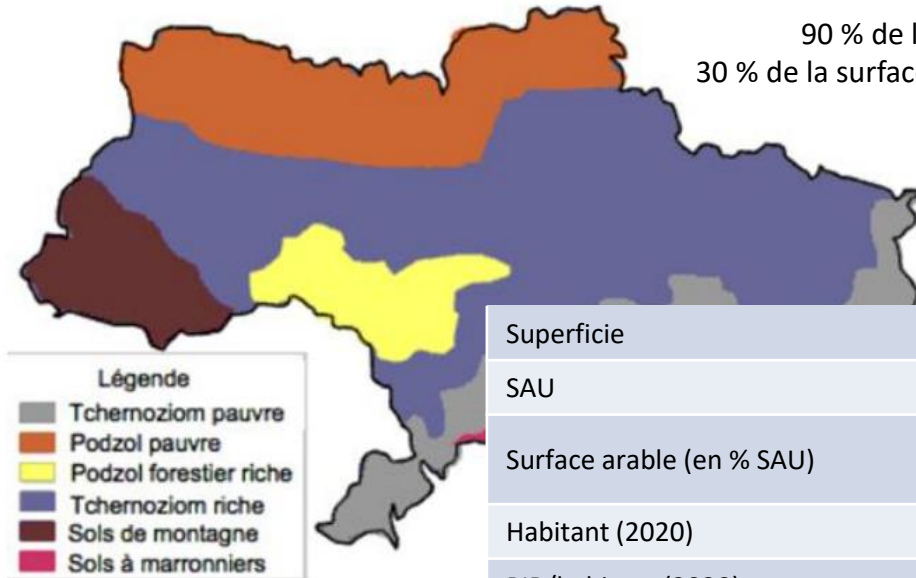 90 % de
30 % de la surface
Superficie
SAU
Surface arable (en % SAU)
Habitant (2020)
Légende
Tchernoziom pauvre
Podzol pauvre
Podzol forestier riche
Tchernoziom riche
Sols de montagne
Sols à marronniers